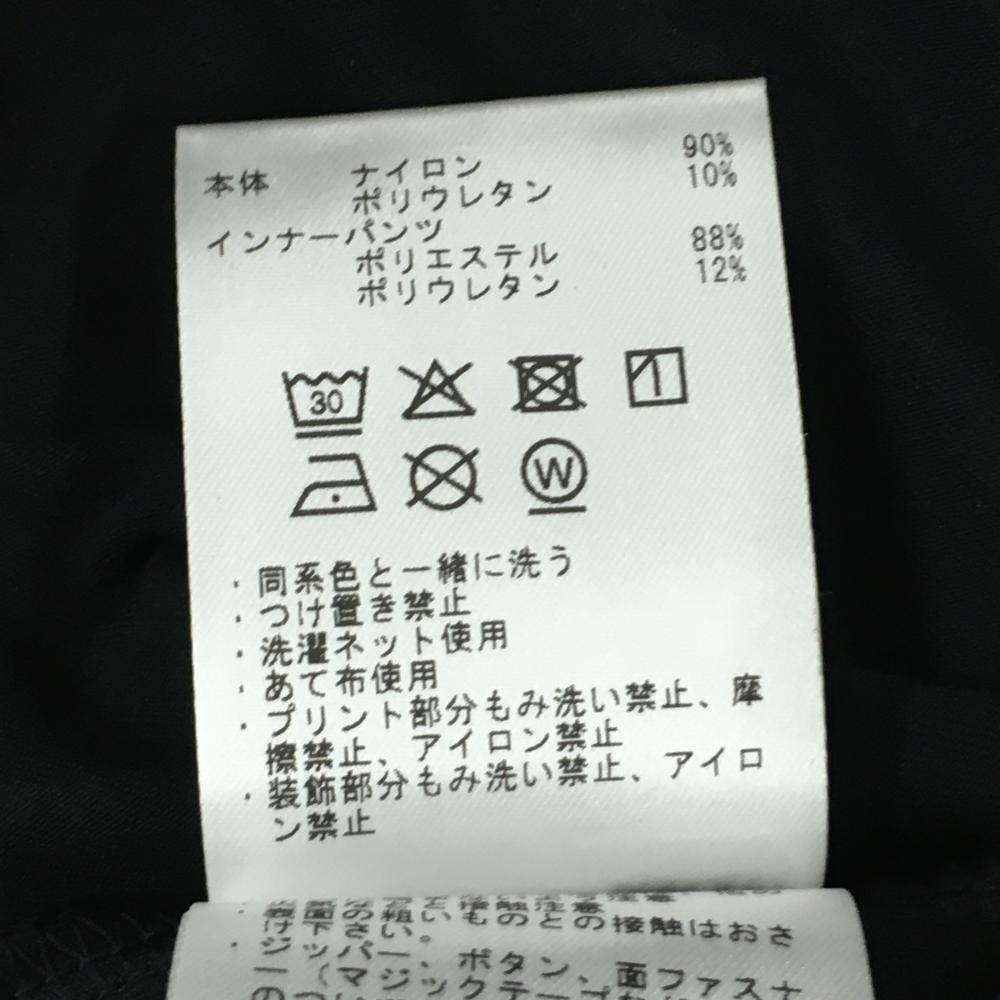 本体 ナイロン 90%
ポリウレタン 10%
インナーパンツ
ポリエステル 88%
ポリウレタン 12%
30
W
・同系色と一緒に洗う
・つけ置き禁止
・洗濯ネット使用
・あて布使用
・プリント部分もみ洗い禁止、摩
擦禁止、アイロン禁止
・装飾部分もみ洗い禁止、アイロ
ン禁止
表面の粗いものとの接触はおさ
け下さい。
・ジッパー、ボタン、面ファスナ
ー(マジックテープ